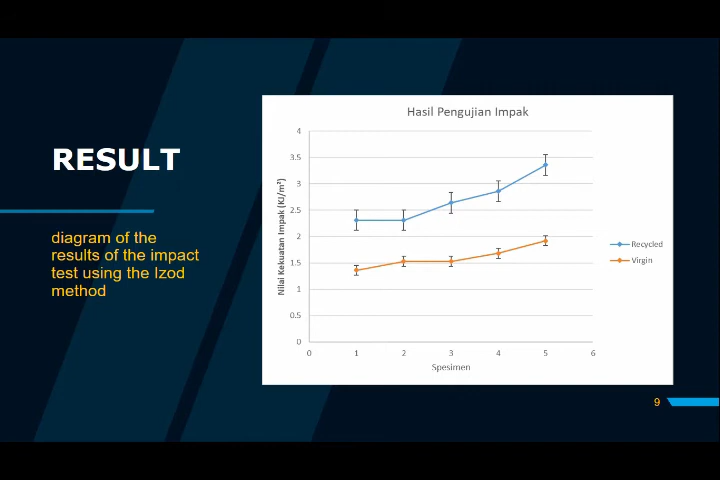 RESULT
diagram of the
results of the impact
test using the Izod
method
Hasil Pengujian Impak
Nilai Kekuatan Impak (KJ/m²)
4
3.5
3
2.5
2
1.5
1
0.5
0
0 1 2 3 4 5 6
Spesimen
Recycled
Virgin
9